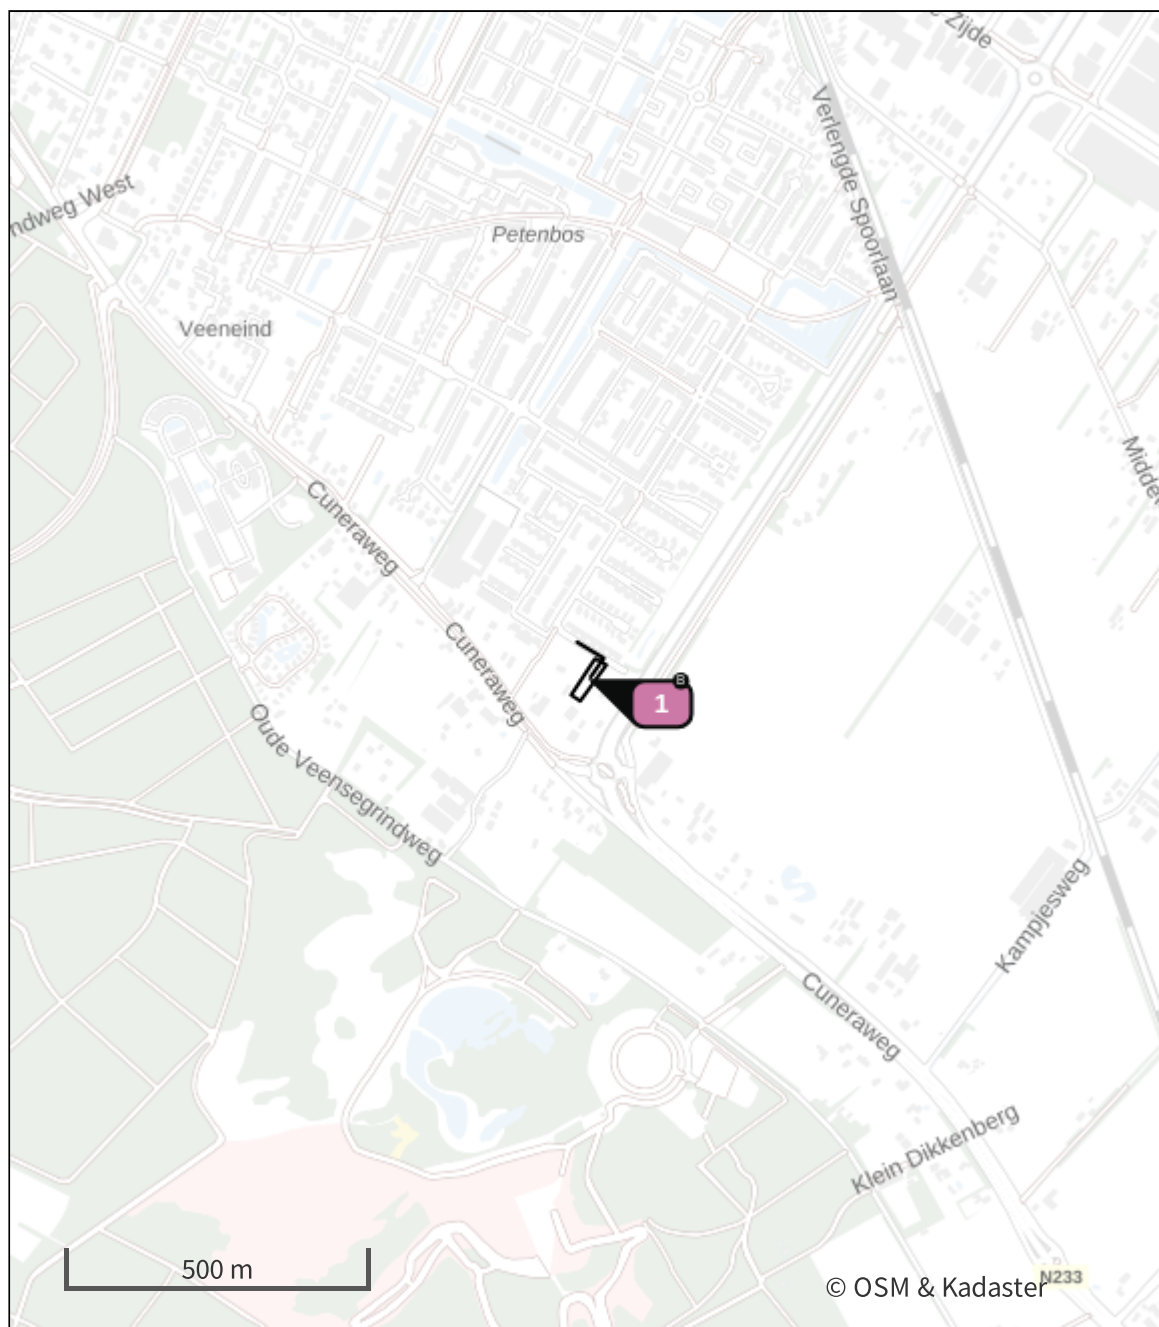 e Zijde
Verlengde Spoorlaan
ndweg West
Petenbos
Veeneind
Cuneraweg
Cuneraweg
Oude Veensegrindweg
B
1
Kampjesweg
Cuneraweg
Klein Dikkenberg
500 m
© OSM & Kadaster
N233